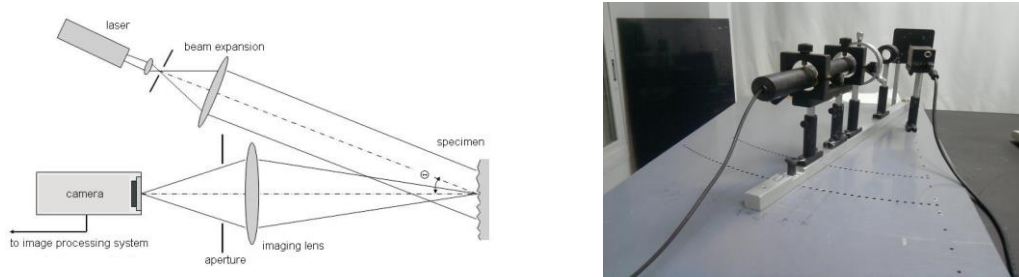 laser
beam expansion
specimen
Θ
camera
to image processing system
imaging lens
aperture